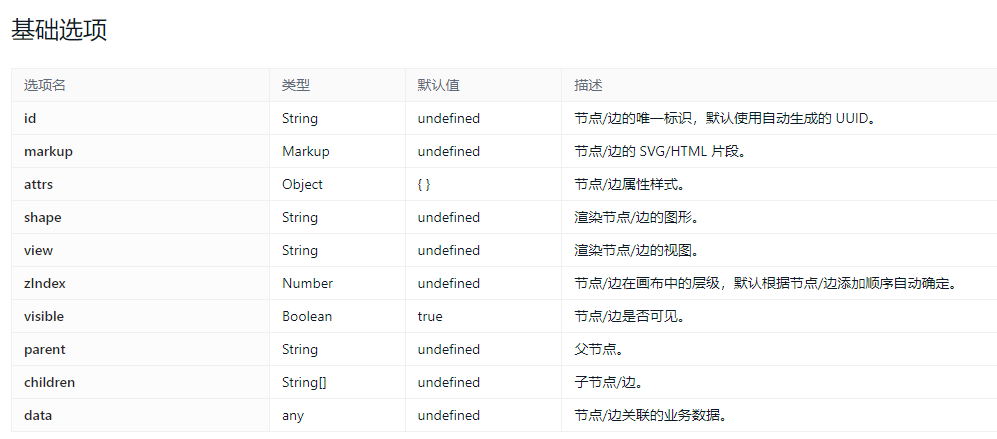 基础选项
选项名 类型 默认值 描述
id String undefined 节点/边的唯一标识，默认使用自动生成的 UUID。
markup Markup undefined 节点/边的 SVG/HTML 片段。
attrs Object { } 节点/边属性样式。
shape String undefined 渲染节点/边的图形。
view String undefined 渲染节点/边的视图。
zIndex Number undefined 节点/边在画布中的层级，默认根据节点/边添加顺序自动确定。
visible Boolean true 节点/边是否可见。
parent String undefined 父节点。
children String[] undefined 子节点/边。
data any undefined 节点/边关联的业务数据。